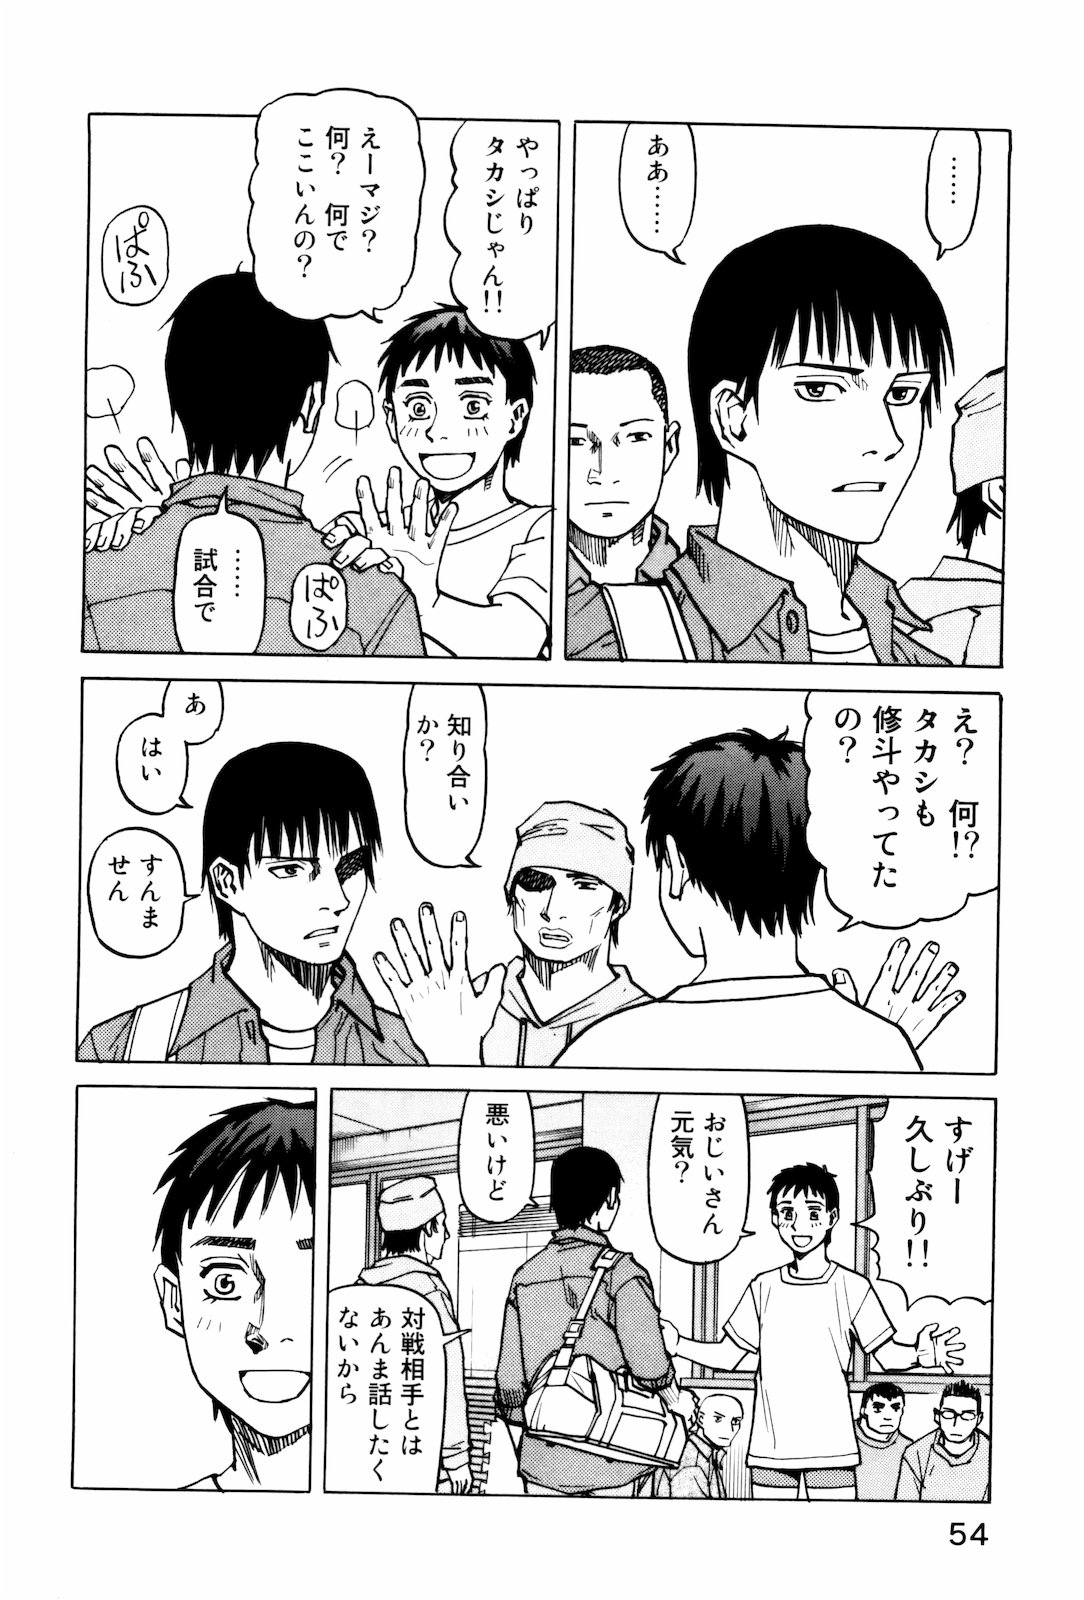 ……
ああ……
やっぱり
タカシじゃん!!
えーマジ?
何? 何で
ここいんの?
ぱふ
……
試合で
ぱふ
え? 何!?
タカシも
修斗やってた
の?
知り合い
か?
あ
はい
すんま
せん
すげー
久しぶり!!
おじいさん
元気?
悪いけど
対戦相手とは
あんま話したく
ないから
54